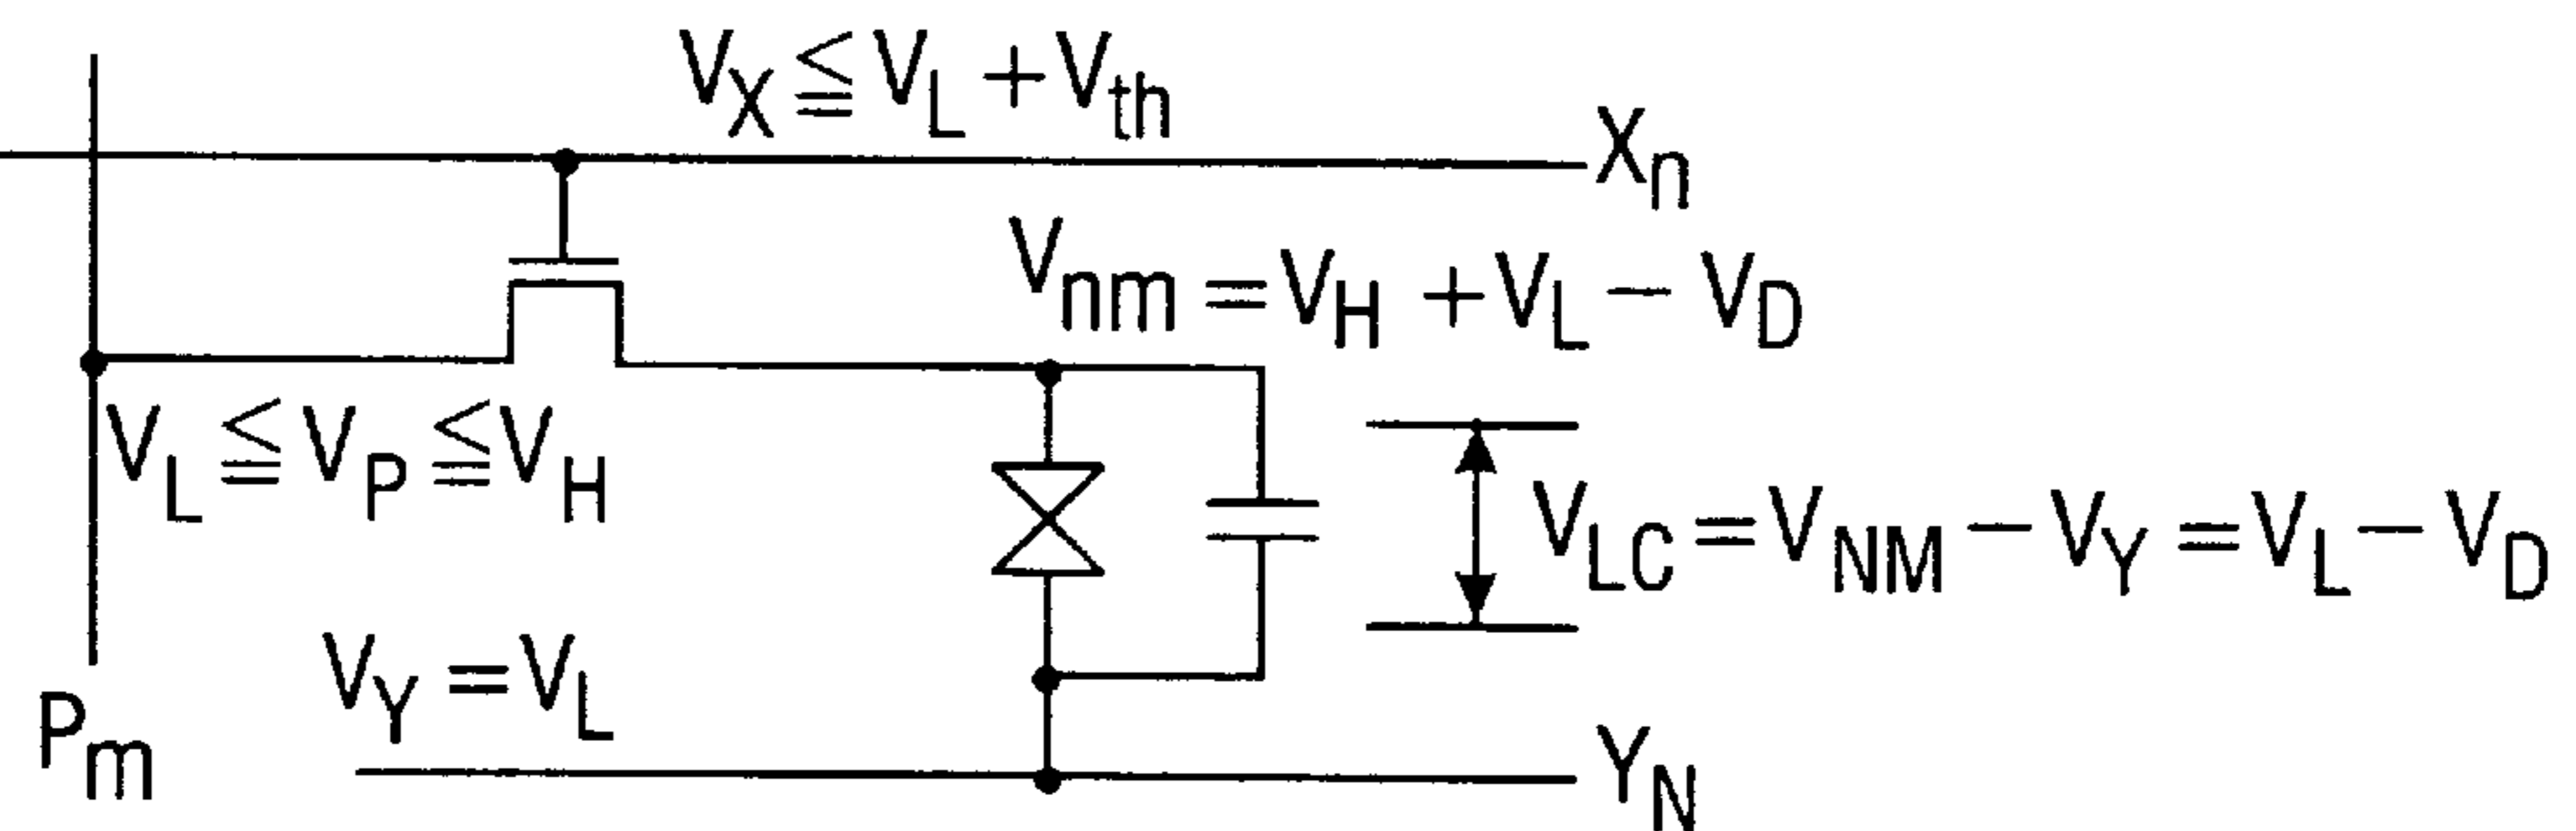 V_X ≦ V_L + V_th
X_n
V_nm = V_H + V_L − V_D
V_L ≦ V_P ≦ V_H
V_LC = V_NM − V_Y = V_L − V_D
V_Y = V_L
P_m
Y_N